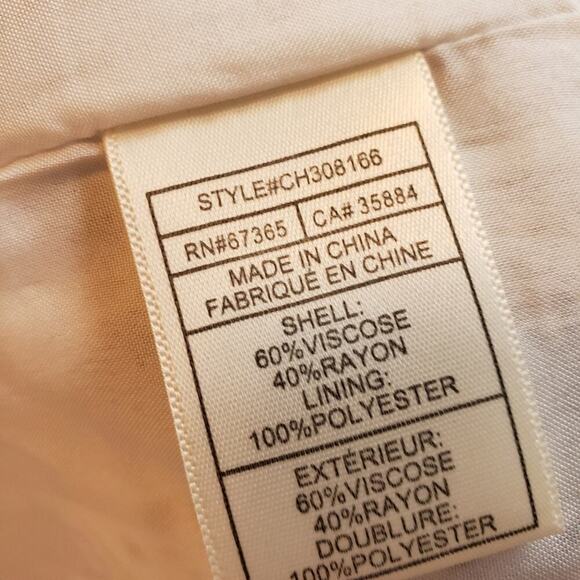 STYLE#CH308166
RN#67365 CA# 35884
MADE IN CHINA
FABRIQUÉ EN CHINE
SHELL:
60%VISCOSE
40%RAYON
LINING:
100%POLYESTER
EXTÉRIEUR:
60%VISCOSE
40%RAYON
DOUBLURE:
100%POLYESTER